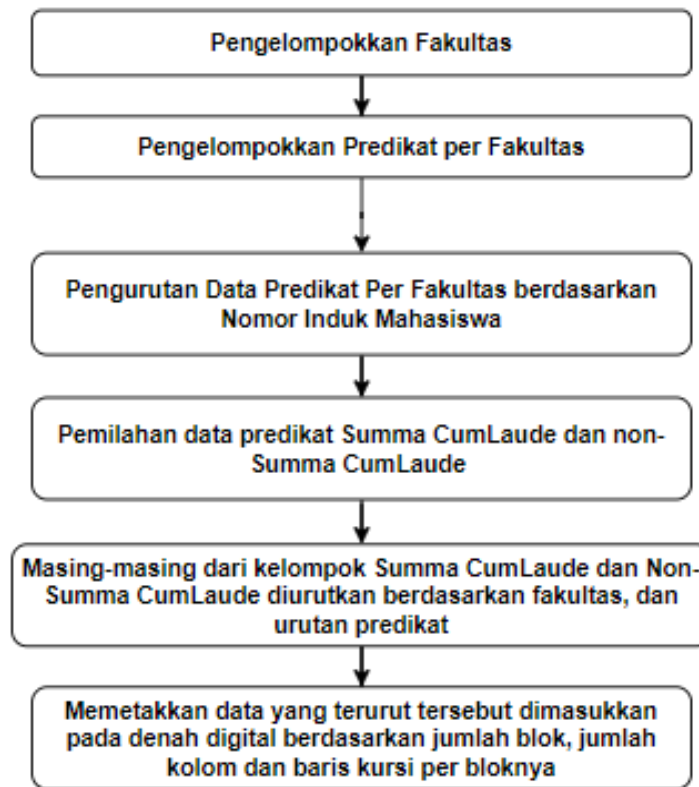 Pengelompokkan Fakultas
Pengelompokkan Predikat per Fakultas
Pengurutan Data Predikat Per Fakultas berdasarkan
Nomor Induk Mahasiswa
Pemilahan data predikat Summa CumLaude dan non-
Summa CumLaude
Masing-masing dari kelompok Summa CumLaude dan Non-
Summa CumLaude diurutkan berdasarkan fakultas, dan
urutan predikat
Memetakkan data yang terurut tersebut dimasukkan
pada denah digital berdasarkan jumlah blok, jumlah
kolom dan baris kursi per bloknya